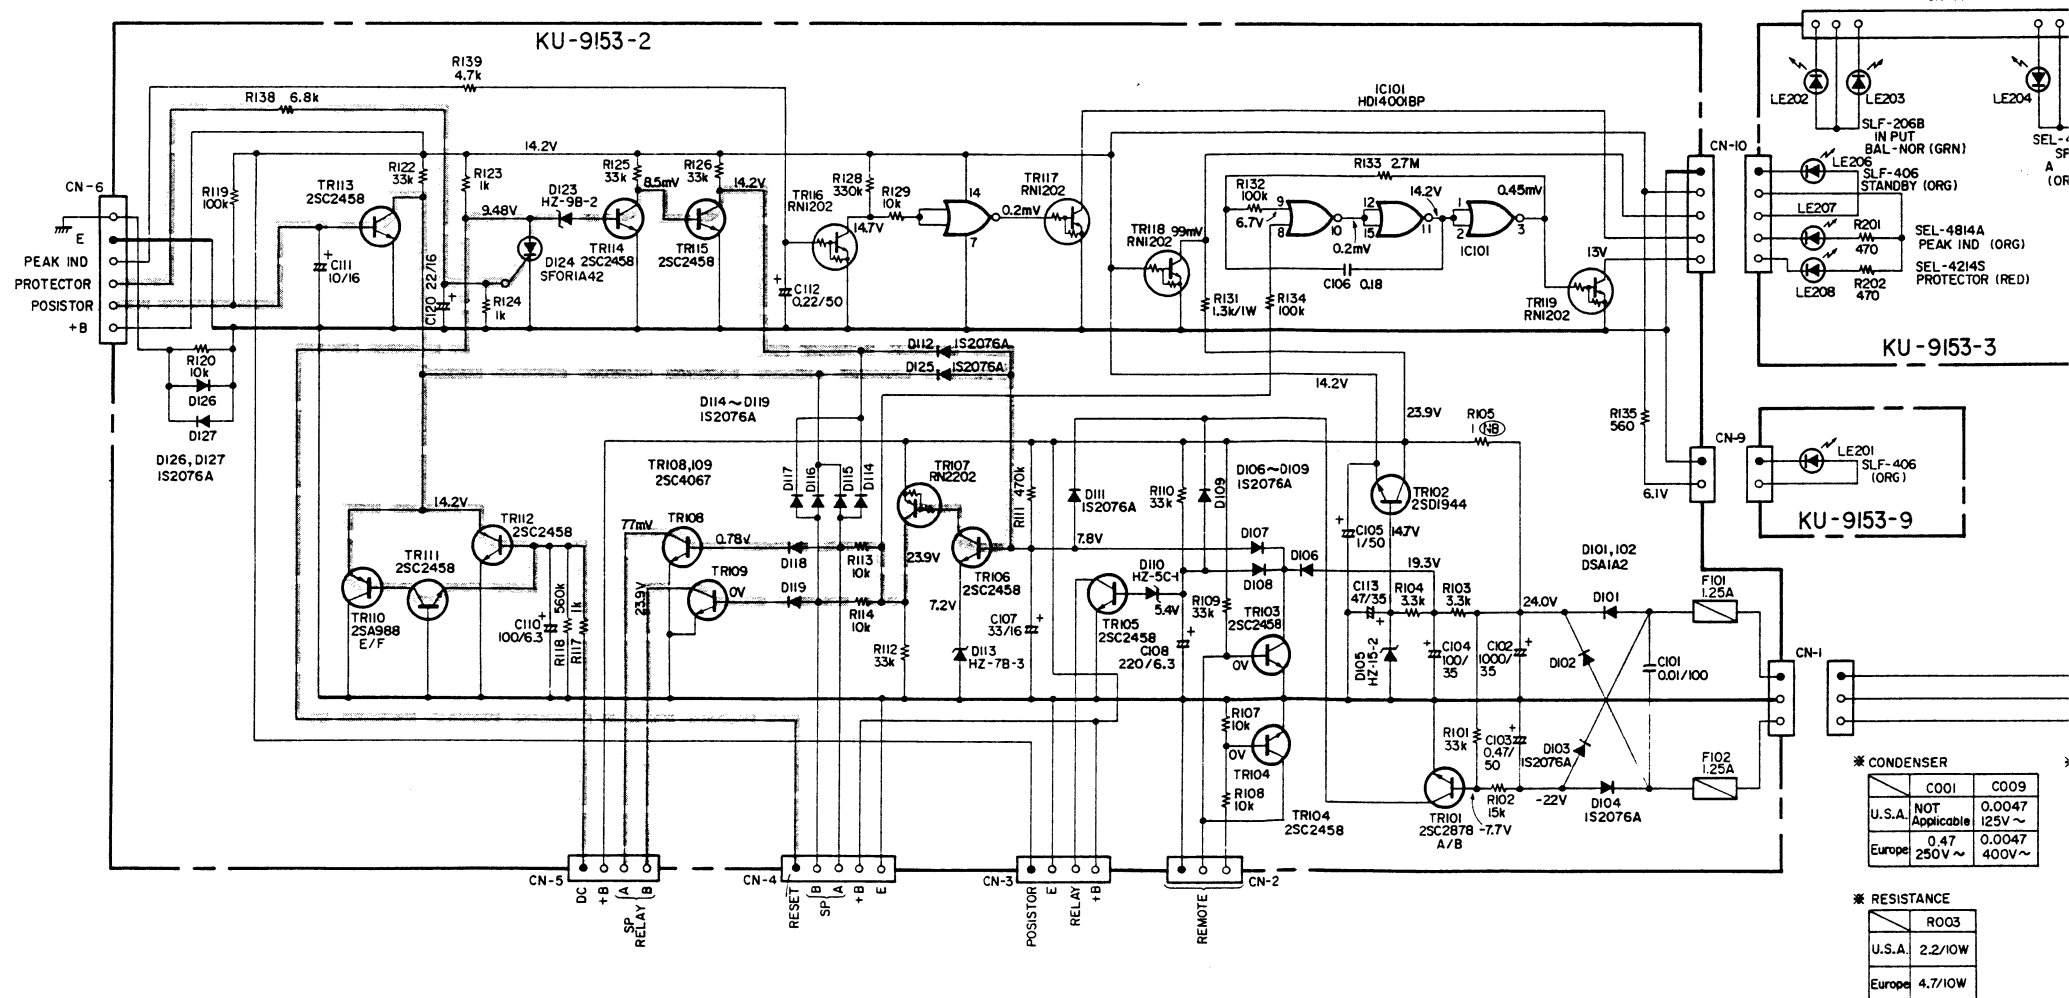 KU-9153-2
R139
4.7k
R138 6.8k
14.2V
CN-6
E
PEAK IND
PROTECTOR
POSISTOR
+B
R119
100k
TR113
2SC2458
R122
33k
R123
1k
D123
HZ-9B-2
9.48V
R125
33k
8.5mV
R126
33k
14.2V
C111
10/16
C120 22/16
R124
1k
D124
SFOR1A42
TR114
2SC2458
TR115
2SC2458
TR116
RN1202
R128
330k
R129
10k
14.7V
C112
0.22/50
14
7
0.2mV
TR117
RN1202
IC101
HD14001BP
TR118
RN1202
99mV
R133 2.7M
R132
100k
6.7V
9
8
10
0.2mV
12
15
11
14.2V
1
2
3
IC101
0.45mV
C106 0.18
R131
1.3k/1W
R134
100k
13V
TR119
RN1202
CN-10
LE202
LE203
SLF-206B
IN PUT
BAL-NOR (GRN)
LE204
LE206
SLF-406
STANDBY (ORG)
LE207
R201
470
SEL-4814A
PEAK IND (ORG)
LE208
R202
470
SEL-4214S
PROTECTOR (RED)
KU-9153-3
R120
10k
D126
D127
D126, D127
1S2076A
D112 1S2076A
D125 1S2076A
D114～D119
1S2076A
14.2V
23.9V
R105
1 NB
R135
560
6.1V
CN-9
LE201
SLF-406
(ORG)
KU-9153-9
14.2V
TR112
2SC2458
TR111
2SC2458
TR110
2SA988
E/F
C110
100/6.3
R118 560k
R117 1k
TR108,109
2SC4067
77mV
TR108
0.78V
TR109
0V
23.9V
D117
D116
D115
D114
D118
D119
R113
10k
R114
10k
TR107
RN2202
23.9V
R112
33k
TR106
2SC2458
7.2V
D113
HZ-7B-3
R111 470k
7.8V
C107
33/16
D111
1S2076A
TR105
2SC2458
D110
HZ-5C-1
5.4V
C108
220/6.3
R110
33k
D109
D106～D109
1S2076A
D107
D108
D106
R109
33k
TR103
2SC2458
0V
R107
10k
0V
TR104
R108
10k
TR104
2SC2458
C105
1/50
TR102
2SD1944
14.7V
19.3V
C113
47/35
R104
3.3k
R103
3.3k
D105
HZ-15-2
C104
100/
35
C102
1000/
35
24.0V
D101,102
DSA1A2
D101
D102
F101
1.25A
C101
0.01/100
CN-1
R101
33k
C103
0.47/
50
D103
1S2076A
-22V
D104
1S2076A
F102
1.25A
TR101
2SC2878
A/B
R102
15k
-7.7V
CN-5
DC
+B
A
B
SP
RELAY
CN-4
RESET
B
A
SP
+B
E
CN-3
POSISTOR
E
RELAY
+B
CN-2
REMOTE
※ CONDENSER
C001 C009
U.S.A. NOT Applicable 0.0047 125V～
Europe 0.47 250V～ 0.0047 400V～
※ RESISTANCE
R003
U.S.A. 2.2/10W
Europe 4.7/10W